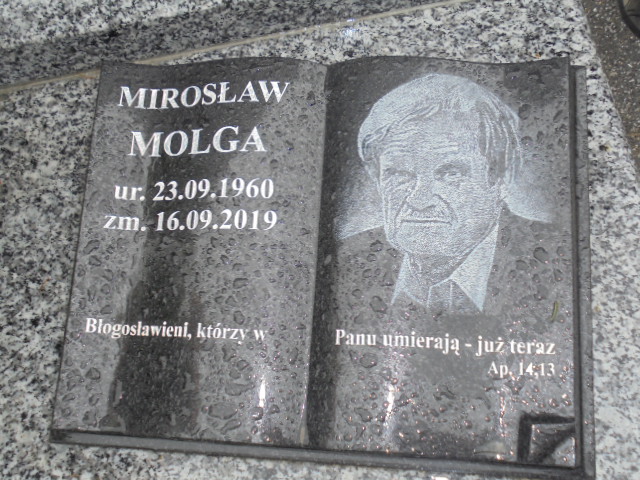 MIROSŁAW
MOLGA
ur. 23.09.1960
zm. 16.09.2019
Błogosławieni, którzy w
Panu umierają - już teraz
Ap. 14,13